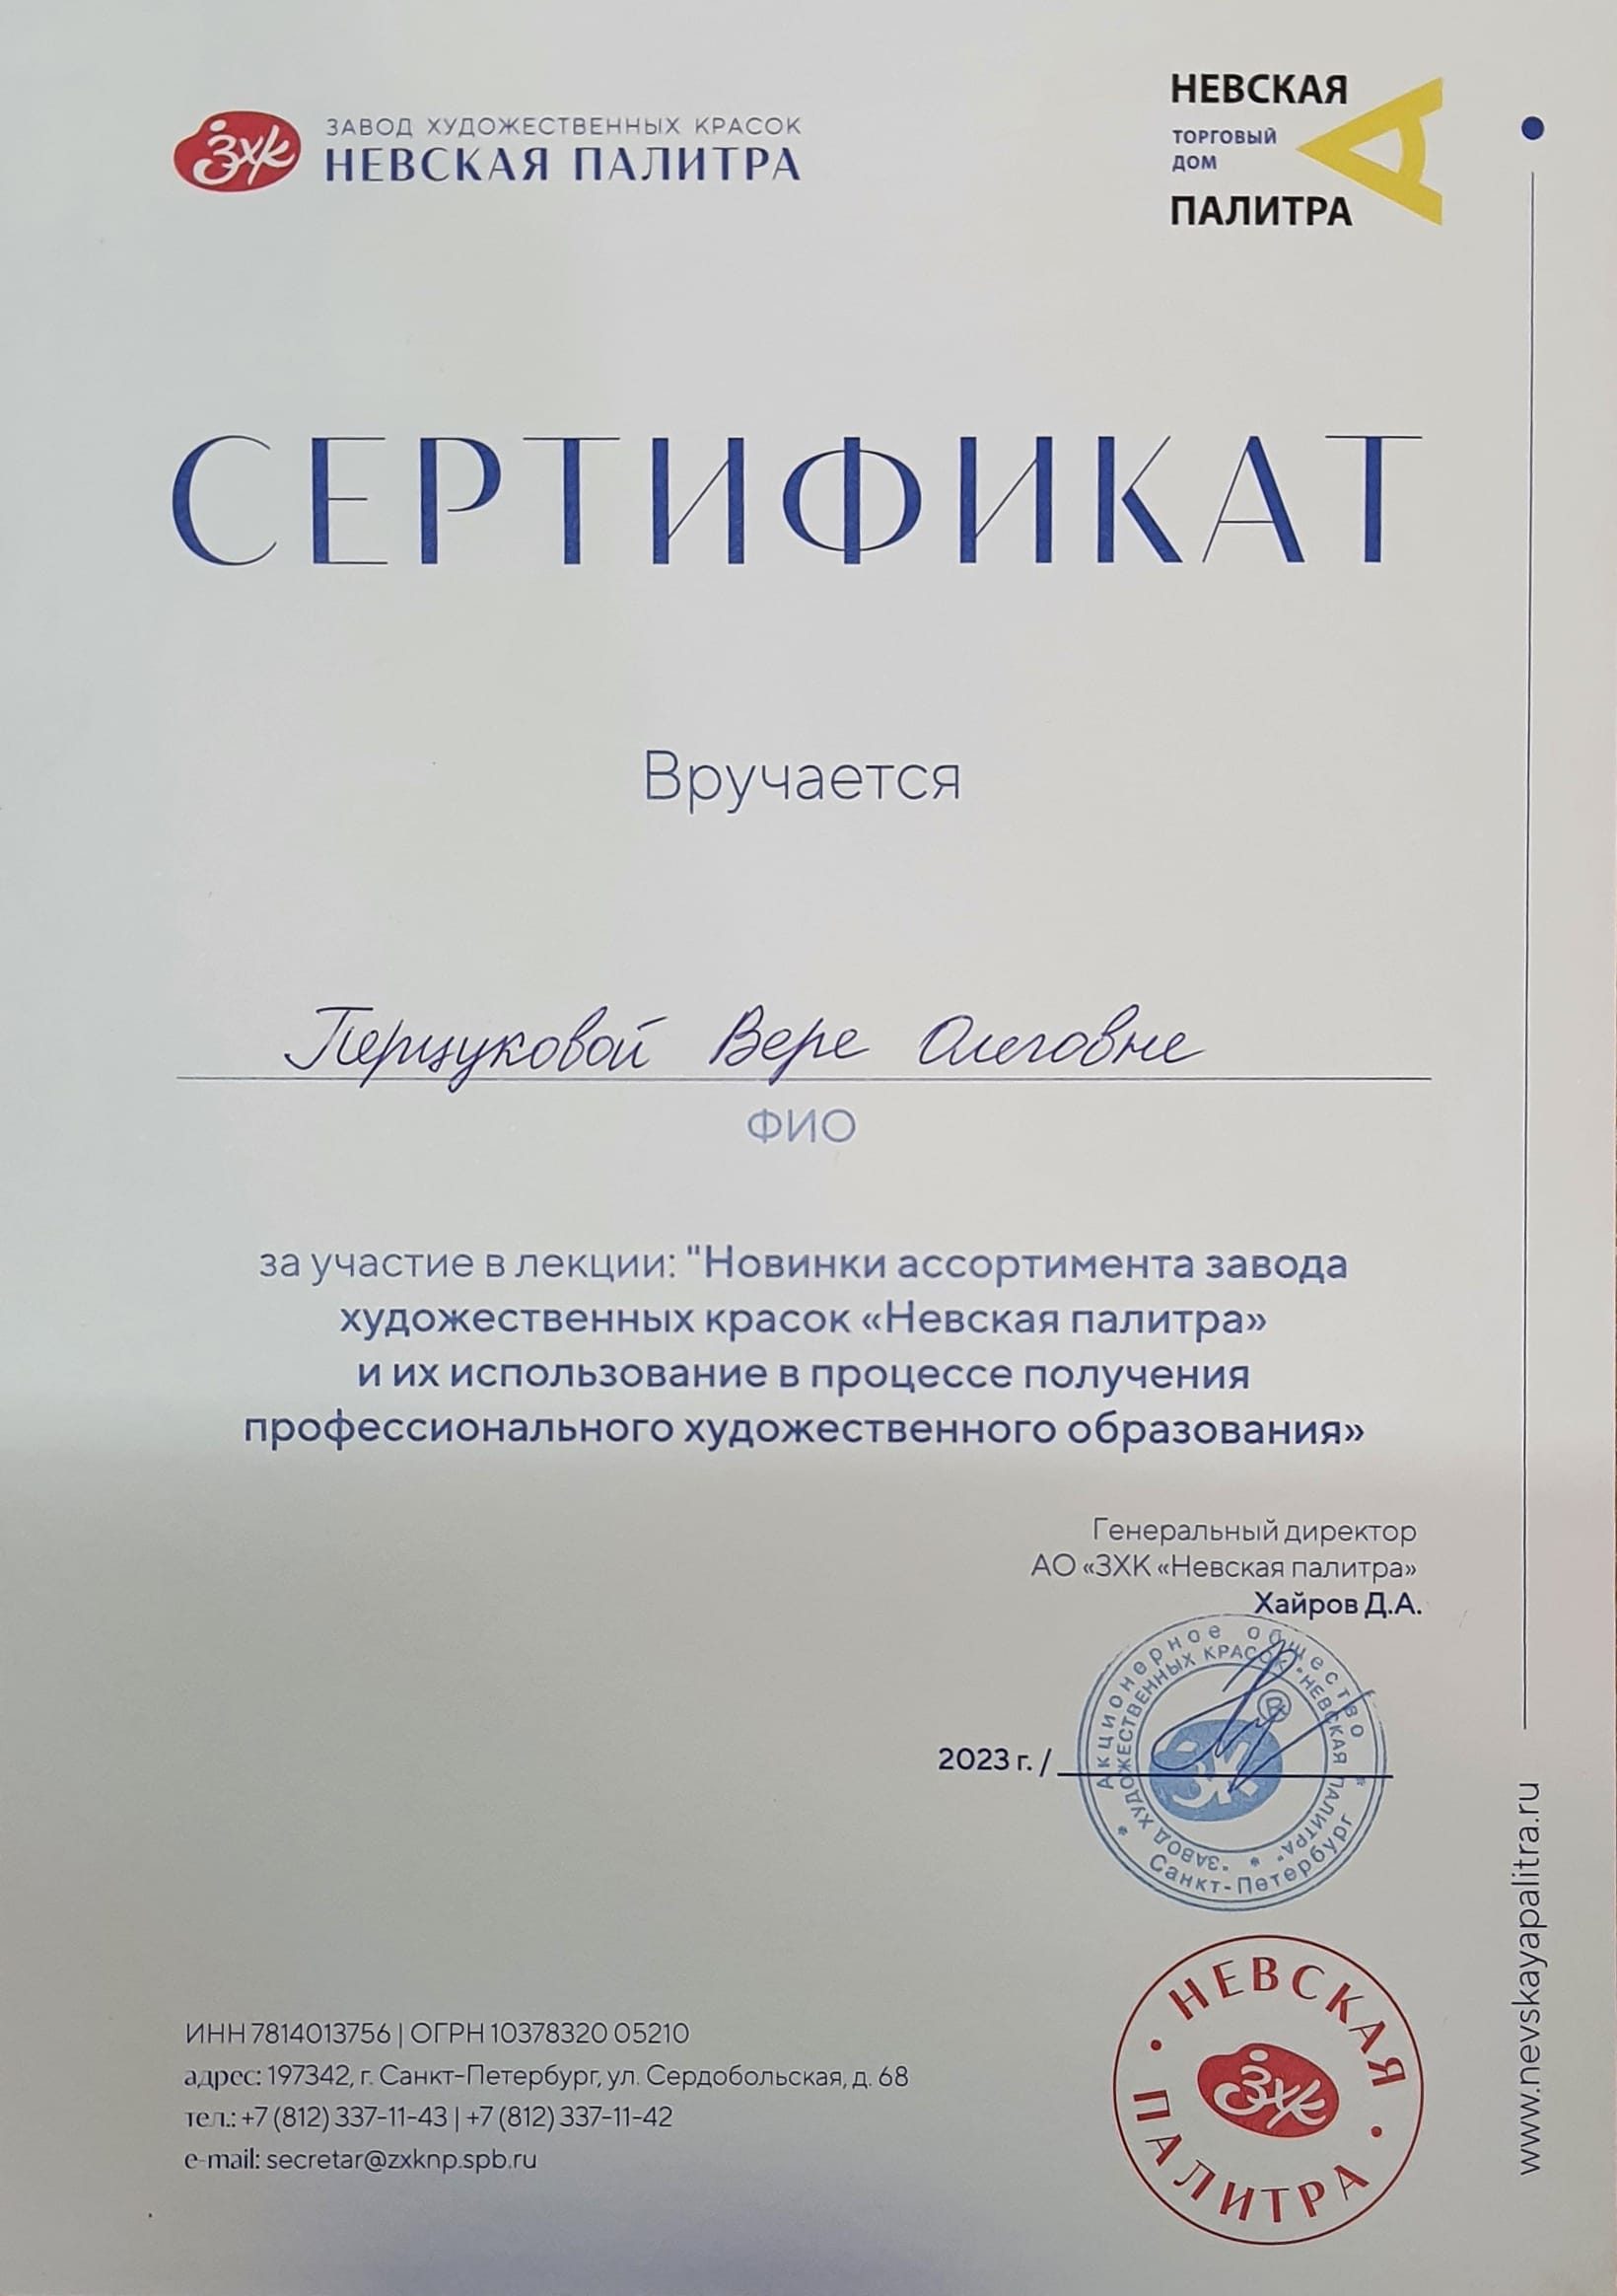 ЗХК
ЗАВОД ХУДОЖЕСТВЕННЫХ КРАСОК
НЕВСКАЯ ПАЛИТРА
НЕВСКАЯ
ТОРГОВЫЙ
ДОМ
ПАЛИТРА
СЕРТИФИКАТ
Вручается
Перцуковой Вере Олеговне
ФИО
за участие в лекции: "Новинки ассортимента завода
художественных красок «Невская палитра»
и их использование в процессе получения
профессионального художественного образования»
Генеральный директор
АО «ЗХК «Невская палитра»
Хайров Д.А.
2023 г. /
Акционерное общество * Санкт-Петербург *
"ЗАВОД ХУДОЖЕСТВЕННЫХ КРАСОК "НЕВСКАЯ ПАЛИТРА" *
ЗХК ®
НЕВСКАЯ
ЗХК
ПАЛИТРА
www.nevskayapalitra.ru
ИНН 7814013756 | ОГРН 10378320 05210
адрес: 197342, г. Санкт-Петербург, ул. Сердобольская, д. 68
тел.: +7 (812) 337-11-43 | +7 (812) 337-11-42
e-mail: secretar@zxknp.spb.ru